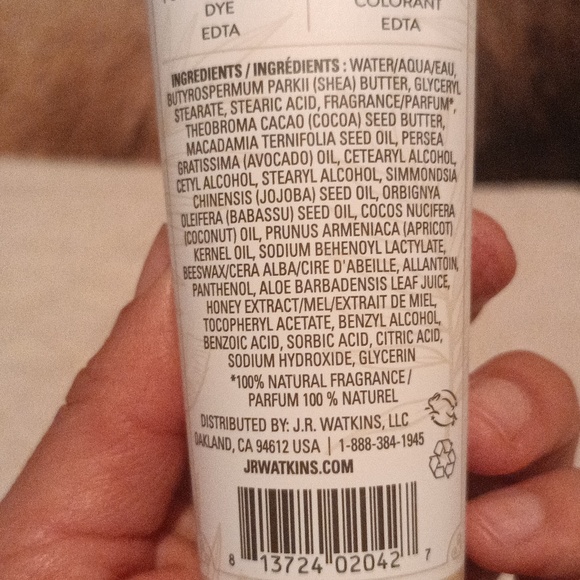 DYE
EDTA
COLORANT
EDTA
INGREDIENTS / INGRÉDIENTS : WATER/AQUA/EAU,
BUTYROSPERMUM PARKII (SHEA) BUTTER, GLYCERYL
STEARATE, STEARIC ACID, FRAGRANCE/PARFUM*,
THEOBROMA CACAO (COCOA) SEED BUTTER,
MACADAMIA TERNIFOLIA SEED OIL, PERSEA
GRATISSIMA (AVOCADO) OIL, CETEARYL ALCOHOL,
CETYL ALCOHOL, STEARYL ALCOHOL, SIMMONDSIA
CHINENSIS (JOJOBA) SEED OIL, ORBIGNYA
OLEIFERA (BABASSU) SEED OIL, COCOS NUCIFERA
(COCONUT) OIL, PRUNUS ARMENIACA (APRICOT)
KERNEL OIL, SODIUM BEHENOYL LACTYLATE,
BEESWAX/CERA ALBA/CIRE D'ABEILLE, ALLANTOIN,
PANTHENOL, ALOE BARBADENSIS LEAF JUICE,
HONEY EXTRACT/MEL/EXTRAIT DE MIEL,
TOCOPHERYL ACETATE, BENZYL ALCOHOL,
BENZOIC ACID, SORBIC ACID, CITRIC ACID,
SODIUM HYDROXIDE, GLYCERIN
*100% NATURAL FRAGRANCE /
PARFUM 100 % NATUREL
DISTRIBUTED BY: J.R. WATKINS, LLC
OAKLAND, CA 94612 USA | 1-888-384-1945
JRWATKINS.COM
8 13724 02042 7